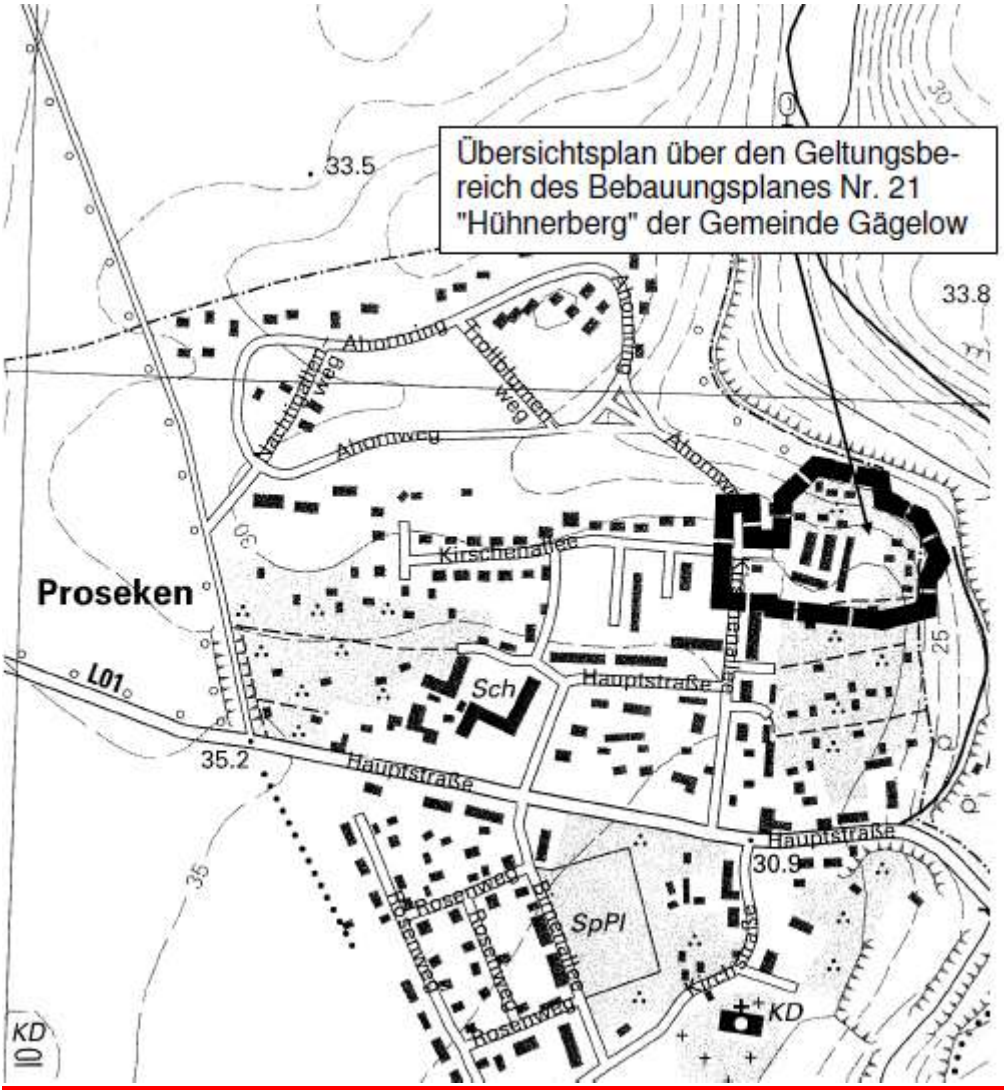 33.5
30
Übersichtsplan über den Geltungsbe-
reich des Bebauungsplanes Nr. 21
"Hühnerberg" der Gemeinde Gägelow
33.8
Ahornring
Ahornring
Trollblumen-
weg
Nachtigallen-
weg
Ahornweg
Ahornweg
30
Kirschenallee
Proseken
25
L01
Sch
Hauptstraße
35.2
Hauptstraße
Hauptstraße
30.9
35
Rosenweg
Rosenweg
Rosenweg
Birnenallee
SpPl
Kirchstraße
Rosenweg
KD
KD